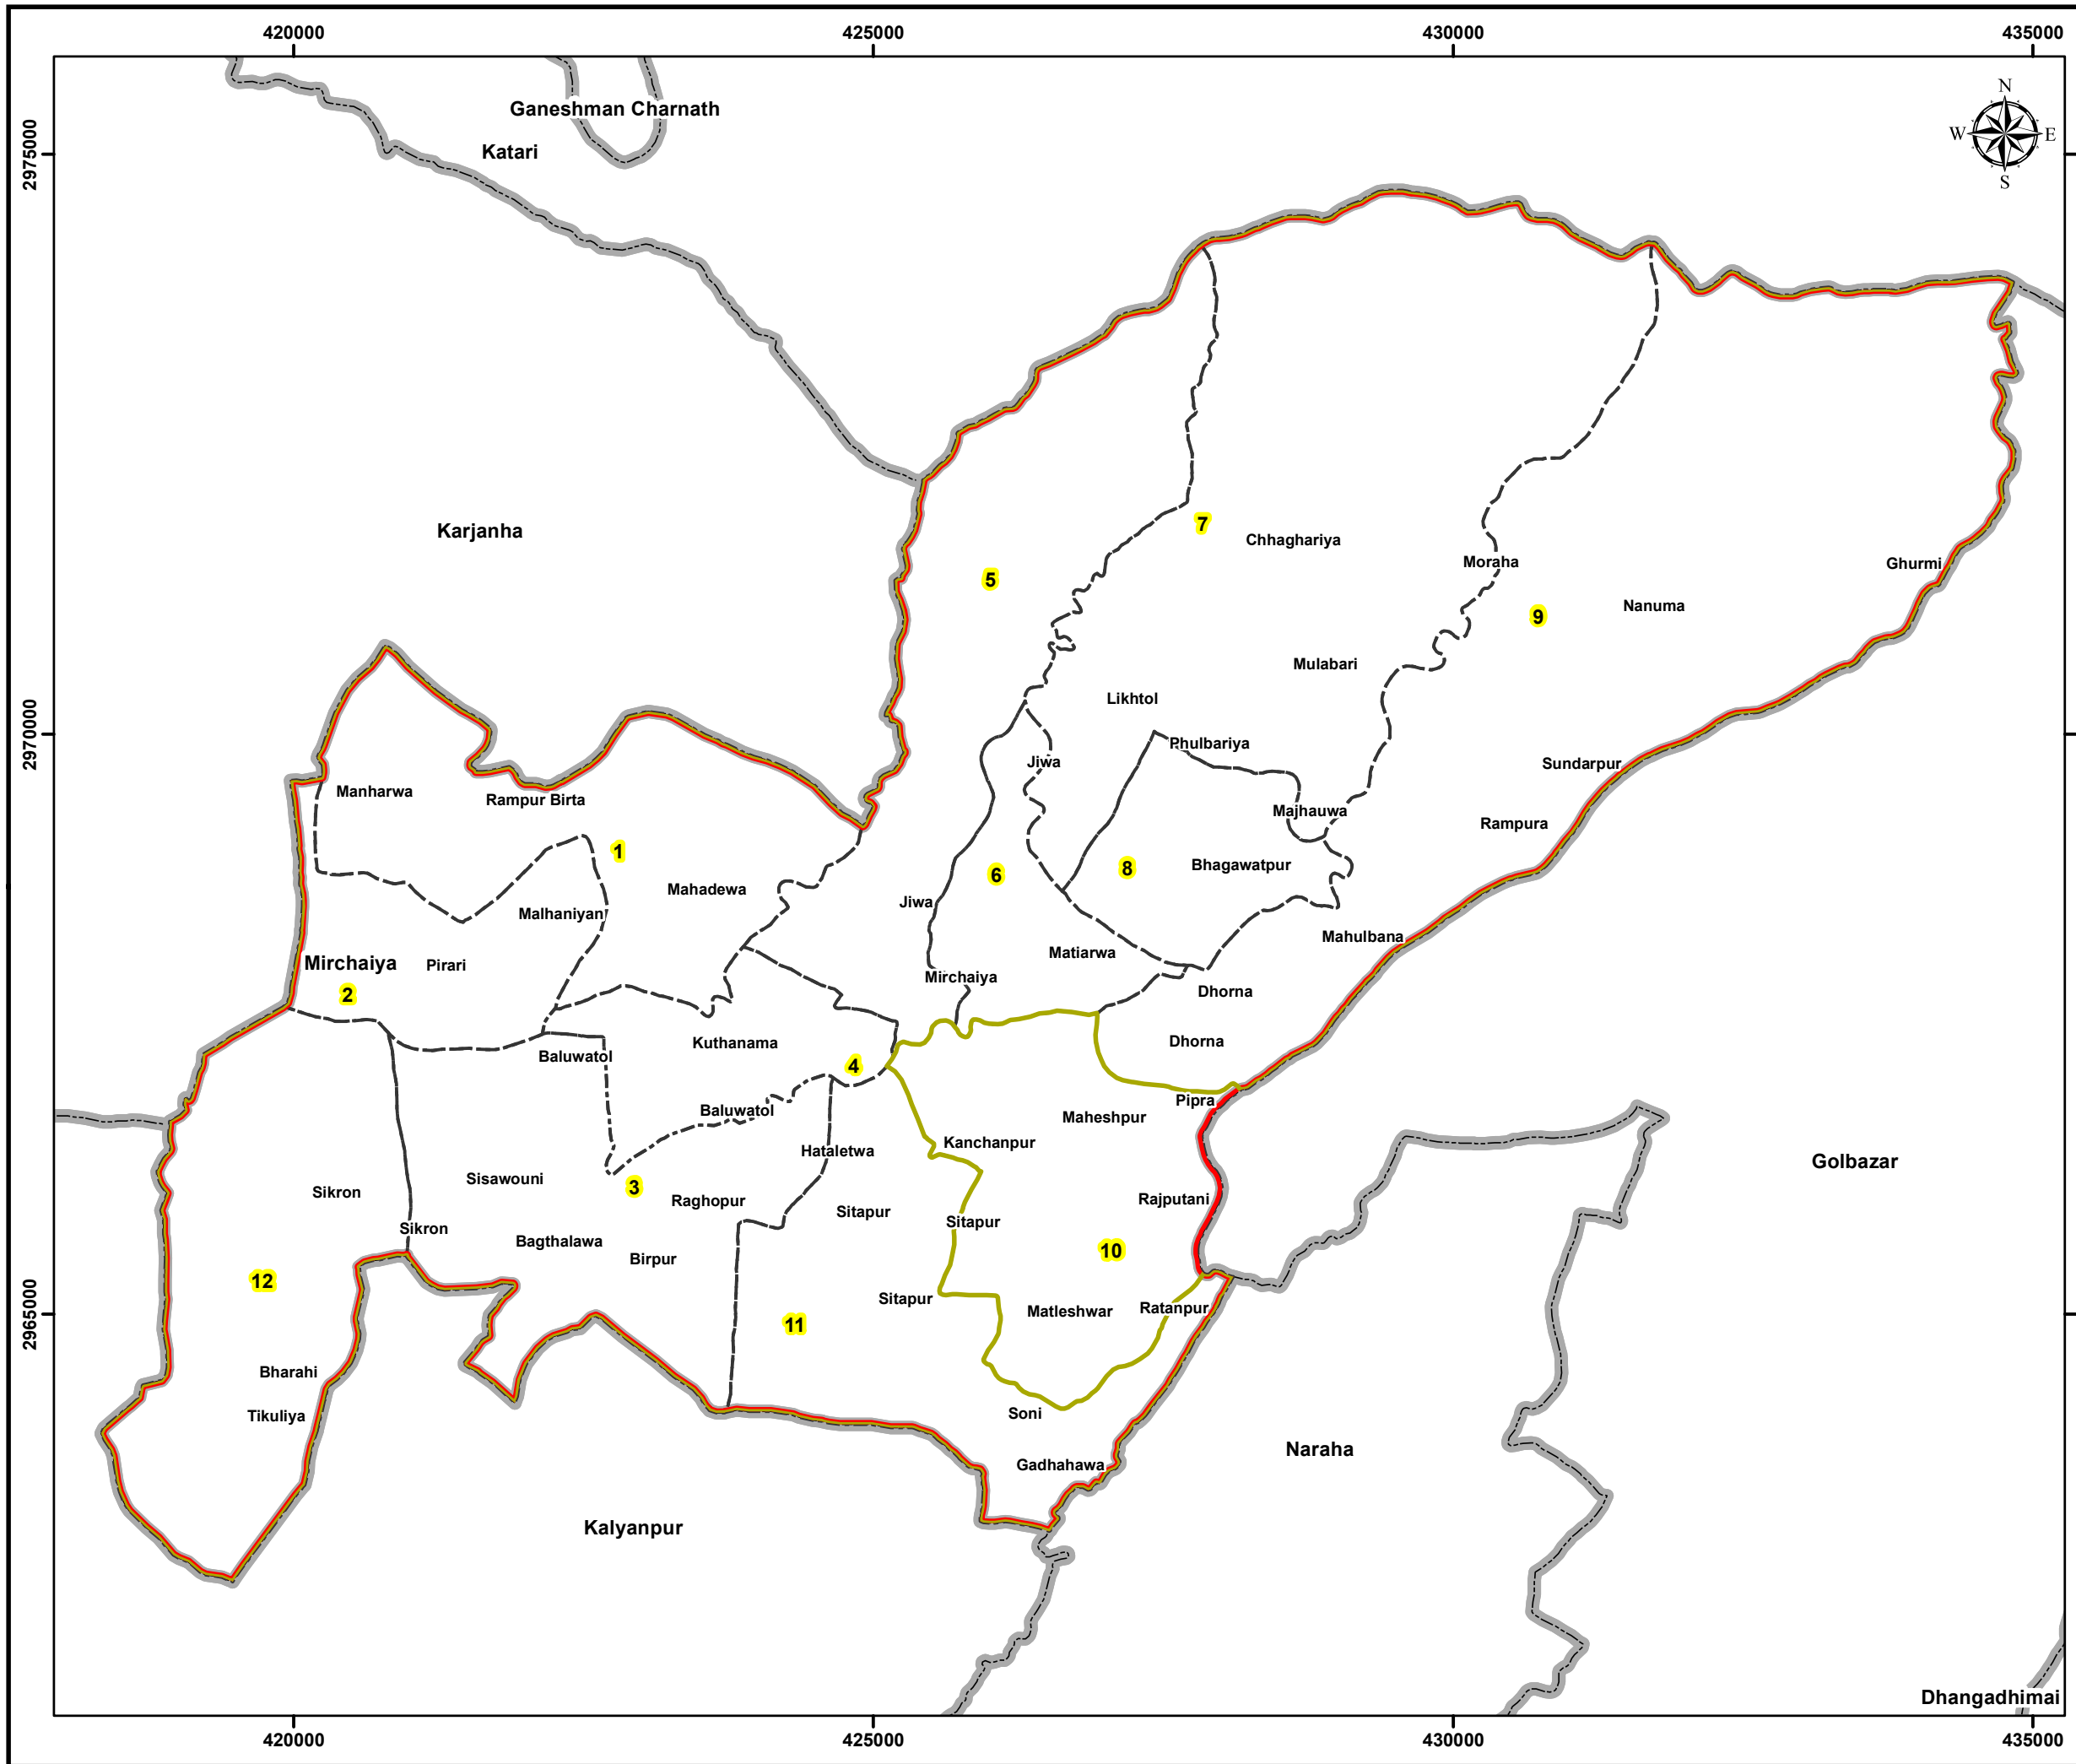 420000 425000 430000 435000
Ganeshman Charnath
Katari
N
W E
S
2975000
Karjanha
7
Chhaghariya
Moraha
Ghurmi
5
Nanuma
9
Mulabari
Likhtol
2970000
Phulbariya
Jiwa
Sundarpur
Manharwa
Rampur Birta
Majhauwa
Rampura
1
8
Bhagawatpur
6
Mahadewa
Jiwa
Malhaniyan
Mahulbana
Matiarwa
Mirchaiya
Pirari
Mirchaiya
2
Dhorna
Kuthanama
Dhorna
Baluwatol
4
Pipra
Baluwatol
Maheshpur
Kanchanpur
Hataletwa
Golbazar
Sisawouni
3
Sikron
Raghopur
Rajputani
Sitapur
Sitapur
Sikron
Bagthalawa
10
Birpur
12
Sitapur
Ratanpur
Matleshwar
2965000
11
Bharahi
Soni
Tikuliya
Naraha
Gadhahawa
Kalyanpur
Dhangadhimai
420000 425000 430000 435000